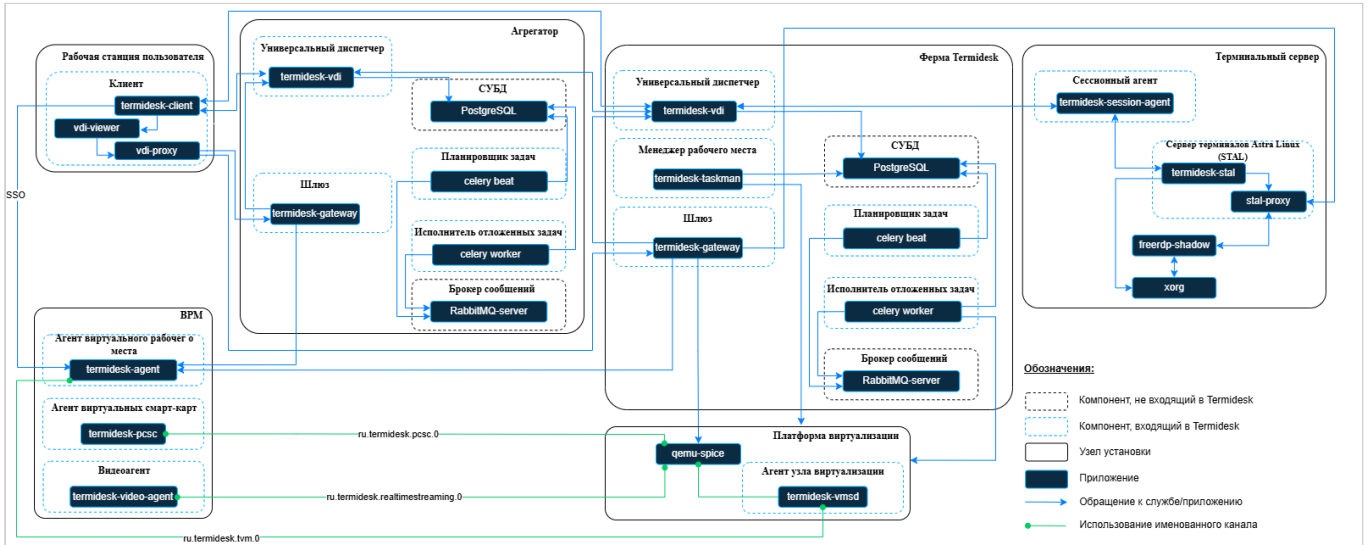 Рабочая станция пользователя
Клиент
termidesk-client
vdi-viewer
vdi-proxy
SSO
Агрегатор
Универсальный диспетчер
termidesk-vdi
СУБД
PostgreSQL
Планировщик задач
celery beat
Шлюз
termidesk-gateway
Исполнитель отложенных задач
celery worker
Брокер сообщений
RabbitMQ-server
Ферма Termidesk
Универсальный диспетчер
termidesk-vdi
Менеджер рабочего места
termidesk-taskman
СУБД
PostgreSQL
Шлюз
termidesk-gateway
Планировщик задач
celery beat
Исполнитель отложенных задач
celery worker
Брокер сообщений
RabbitMQ-server
Терминальный сервер
Сессионный агент
termidesk-session-agent
Сервер терминалов Astra Linux
(STAL)
termidesk-stal
stal-proxy
freerdp-shadow
xorg
ВРМ
Агент виртуального рабочег о
места
termidesk-agent
Агент виртуальных смарт-карт
termidesk-pcsc
Видеоагент
termidesk-video-agent
ru.termidesk.pcsc.0
ru.termidesk.realtimestreaming.0
ru.termidesk.tvm.0
Платформа виртуализации
qemu-spice
Агент узла виртуализации
termidesk-vmsd
Обозначения:
Компонент, не входящий в Termidesk
Компонент, входящий в Termidesk
Узел установки
Приложение
Обращение к службе/приложению
Использование именованного канала